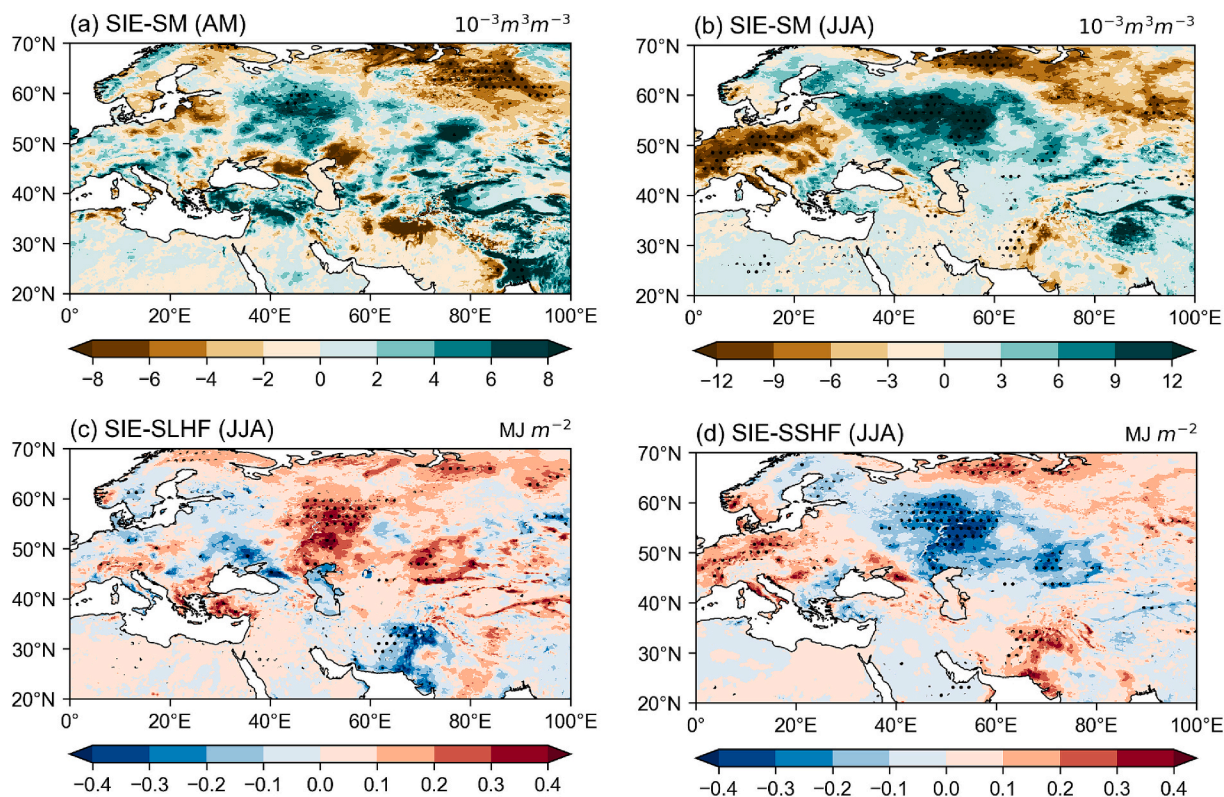 (a) SIE-SM (AM) 10⁻³m³m⁻³
(b) SIE-SM (JJA) 10⁻³m³m⁻³
70°N
60°N
50°N
40°N
30°N
20°N
0° 20°E 40°E 60°E 80°E 100°E
−8 −6 −4 −2 0 2 4 6 8
70°N
60°N
50°N
40°N
30°N
20°N
0° 20°E 40°E 60°E 80°E 100°E
−12 −9 −6 −3 0 3 6 9 12
(c) SIE-SLHF (JJA) MJ m⁻²
(d) SIE-SSHF (JJA) MJ m⁻²
70°N
60°N
50°N
40°N
30°N
20°N
0° 20°E 40°E 60°E 80°E 100°E
−0.4 −0.3 −0.2 −0.1 0.0 0.1 0.2 0.3 0.4
70°N
60°N
50°N
40°N
30°N
20°N
0° 20°E 40°E 60°E 80°E 100°E
−0.4 −0.3 −0.2 −0.1 0.0 0.1 0.2 0.3 0.4